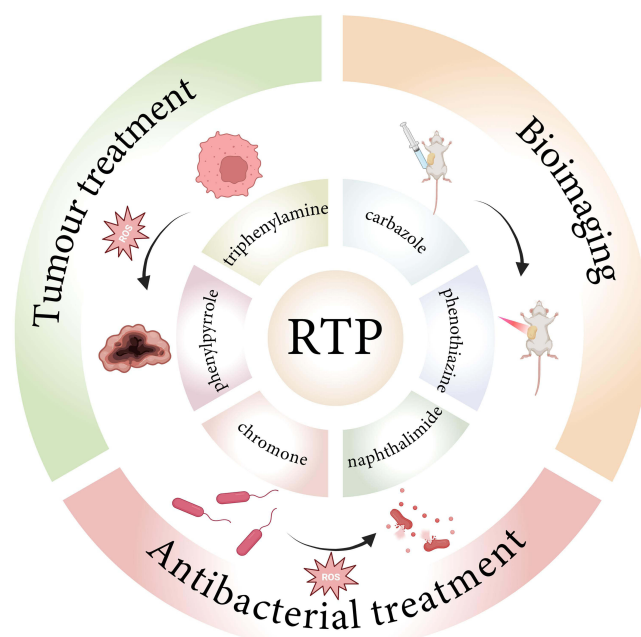 Tumour treatment
Bioimaging
ROS
triphenylamine
carbazole
phenylpyrrole
RTP
phenothiazine
chromone
naphthalimide
ROS
Antibacterial treatment